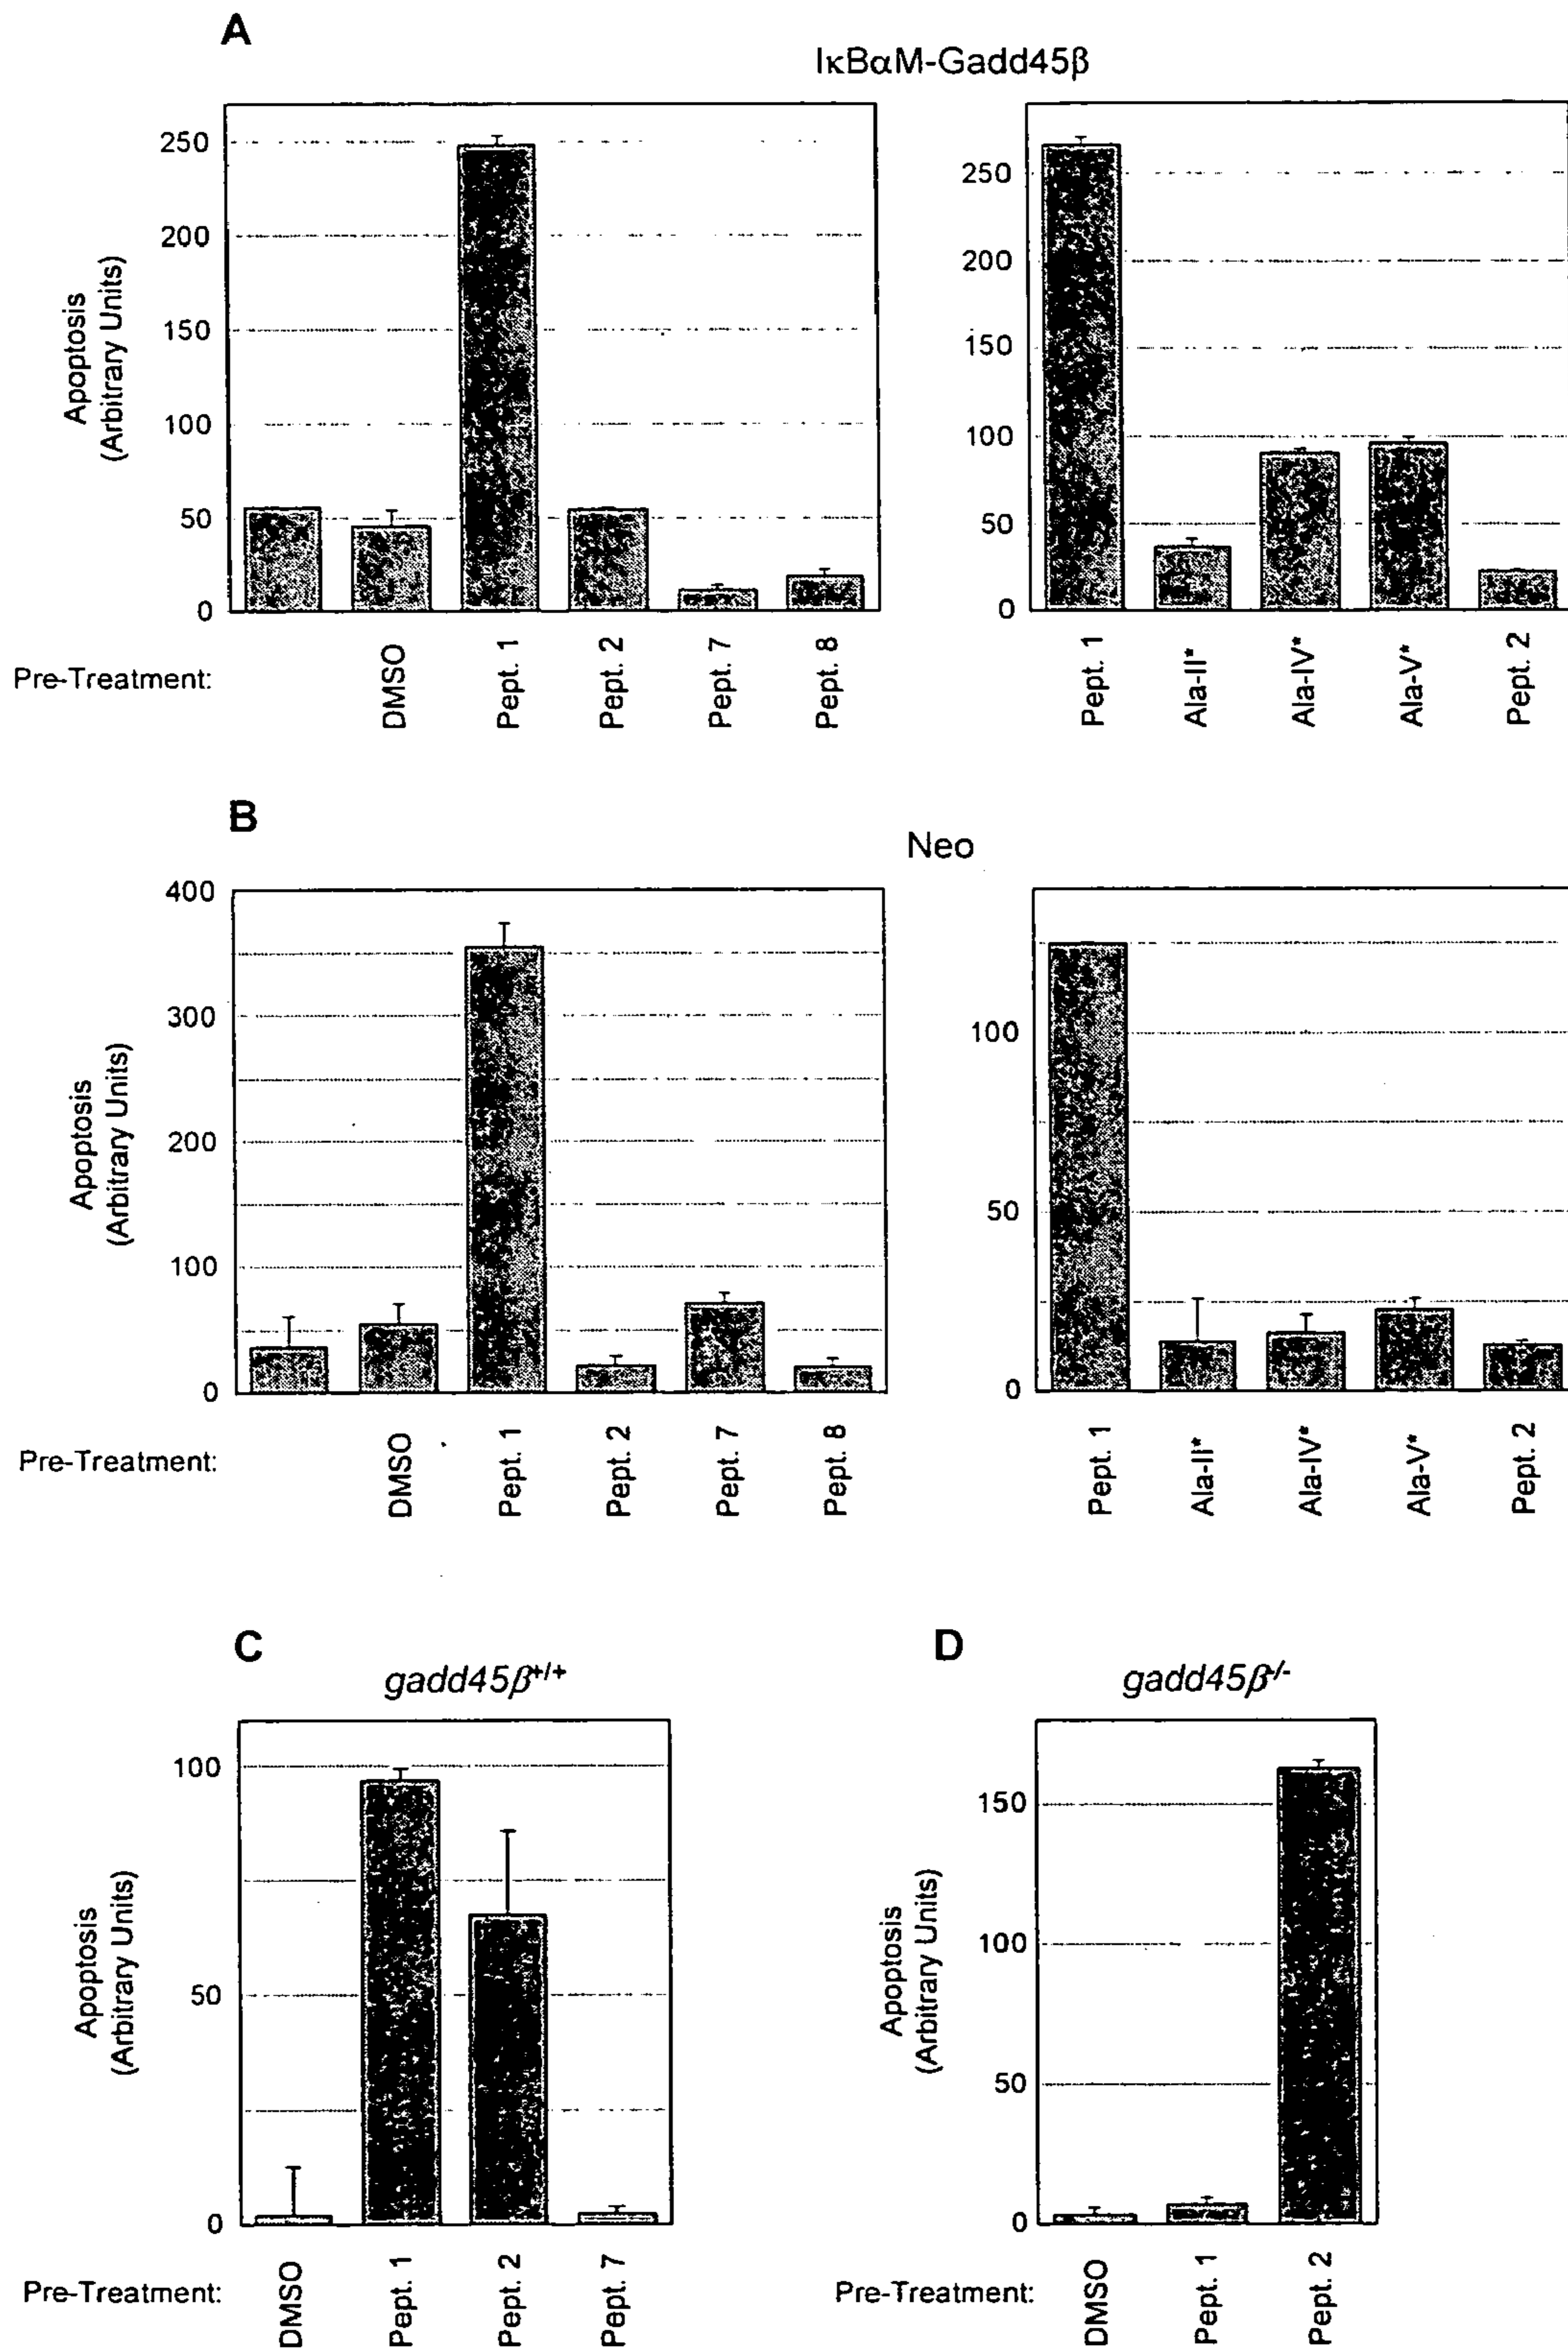 A
IκBαM-Gadd45β
Apoptosis
(Arbitrary Units)
250
200
150
100
50
0
250
200
150
100
50
0
Pre-Treatment:
DMSO
Pept. 1
Pept. 2
Pept. 7
Pept. 8
Pept. 1
Ala-II*
Ala-IV*
Ala-V*
Pept. 2
B
Neo
Apoptosis
(Arbitrary Units)
400
300
200
100
0
100
50
0
Pre-Treatment:
DMSO
Pept. 1
Pept. 2
Pept. 7
Pept. 8
Pept. 1
Ala-II*
Ala-IV*
Ala-V*
Pept. 2
C
gadd45β+/+
Apoptosis
(Arbitrary Units)
100
50
0
Pre-Treatment:
DMSO
Pept. 1
Pept. 2
Pept. 7
D
gadd45β-/-
Apoptosis
(Arbitrary Units)
150
100
50
0
Pre-Treatment:
DMSO
Pept. 1
Pept. 2